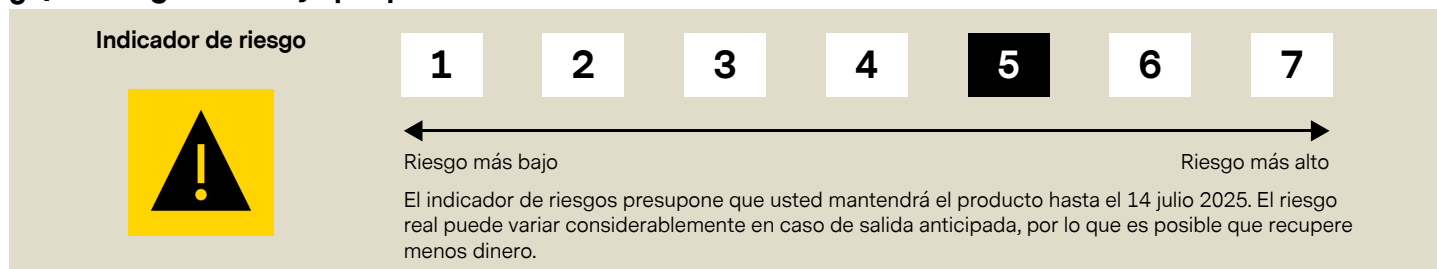 Indicador de riesgo
1 2 3 4 5 6 7
Riesgo más bajo Riesgo más alto
El indicador de riesgos presupone que usted mantendrá el producto hasta el 14 julio 2025. El riesgo
real puede variar considerablemente en caso de salida anticipada, por lo que es posible que recupere
menos dinero.